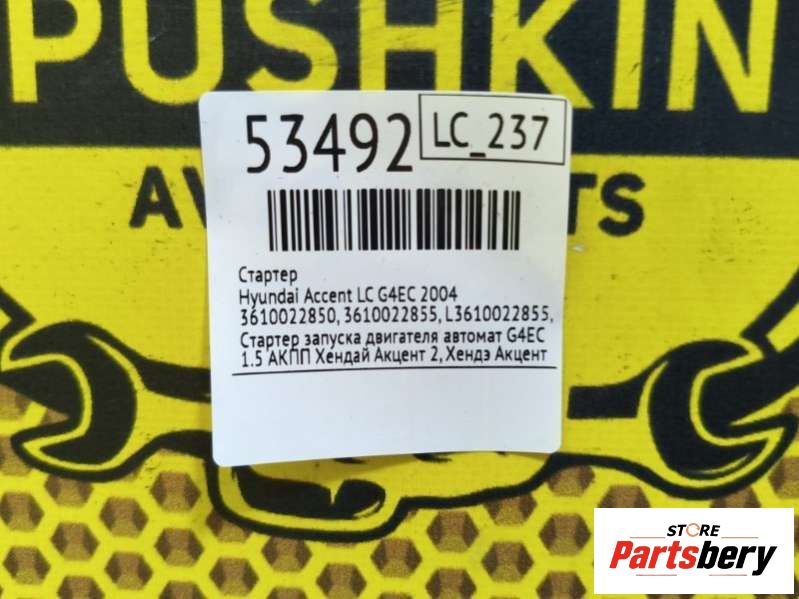 PUSHKIN
53492
LC_237
Стартер
Hyundai Accent LC G4EC 2004
3610022850, 3610022855, L3610022855,
Стартер запуска двигателя автомат G4EC
1.5 АКПП Хендай Акцент 2, Хендэ Акцент
STORE
Partsbery